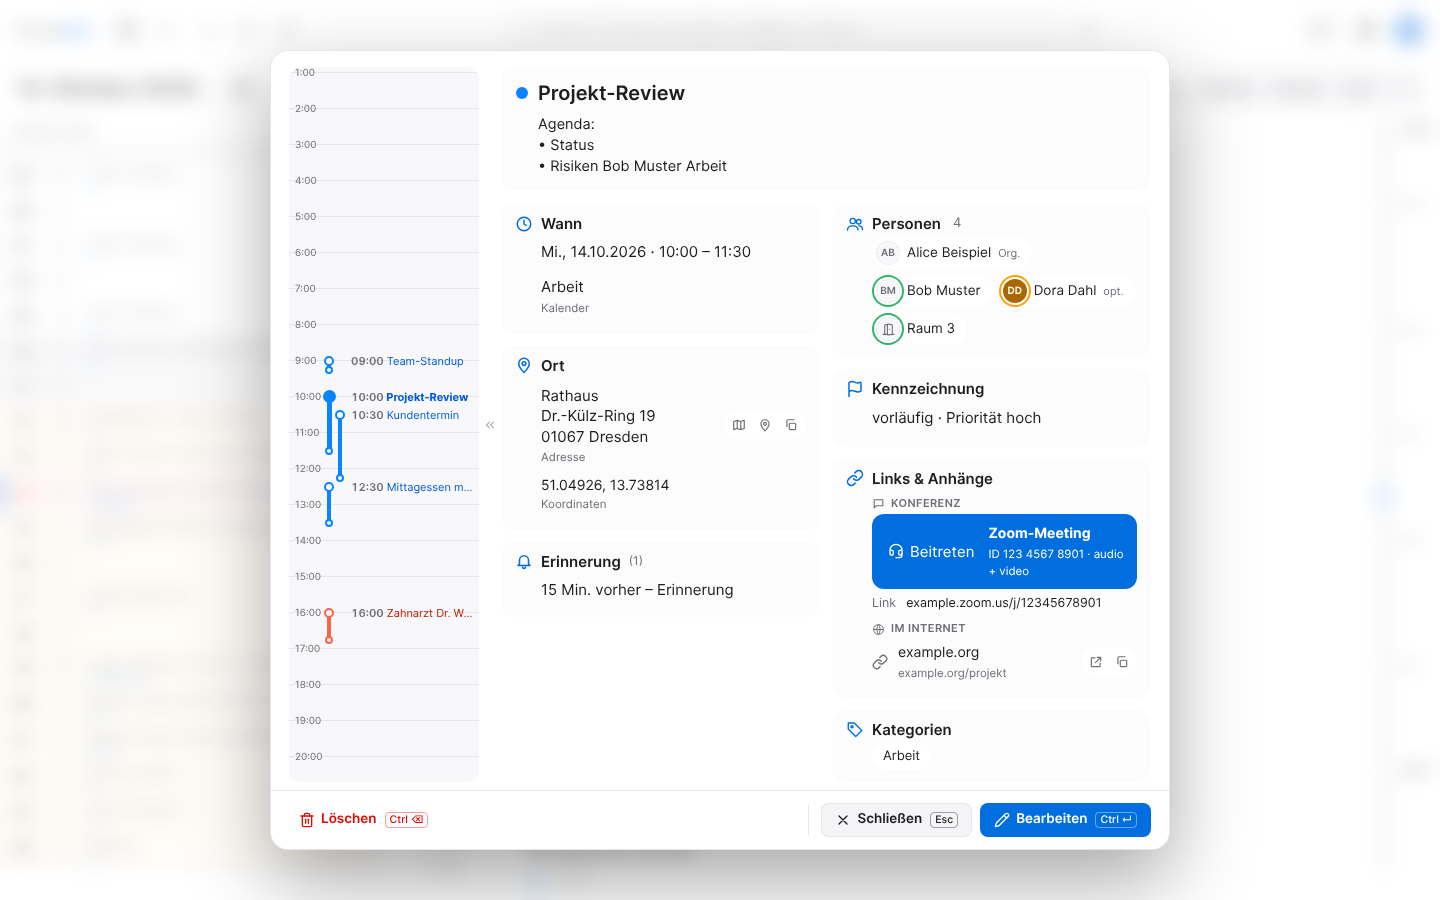 1:00
2:00
3:00
4:00
5:00
6:00
7:00
8:00
9:00
09:00 Team-Standup
10:00
10:00 Projekt-Review
10:30 Kundentermin
11:00
12:00
12:30 Mittagessen m...
13:00
14:00
15:00
16:00
16:00 Zahnarzt Dr. W...
17:00
18:00
19:00
20:00
Projekt-Review
Agenda:
• Status
• Risiken Bob Muster Arbeit
Wann
Mi., 14.10.2026 · 10:00 – 11:30
Arbeit
Kalender
Ort
Rathaus
Dr.-Külz-Ring 19
01067 Dresden
Adresse
51.04926, 13.73814
Koordinaten
Erinnerung (1)
15 Min. vorher – Erinnerung
Personen 4
AB Alice Beispiel Org.
BM Bob Muster DD Dora Dahl opt.
Raum 3
Kennzeichnung
vorläufig · Priorität hoch
Links & Anhänge
KONFERENZ
Beitreten
Zoom-Meeting
ID 123 4567 8901 · audio
+ video
Link example.zoom.us/j/12345678901
IM INTERNET
example.org
example.org/projekt
Kategorien
Arbeit
Löschen Ctrl ⌫
Schließen Esc
Bearbeiten Ctrl ↵